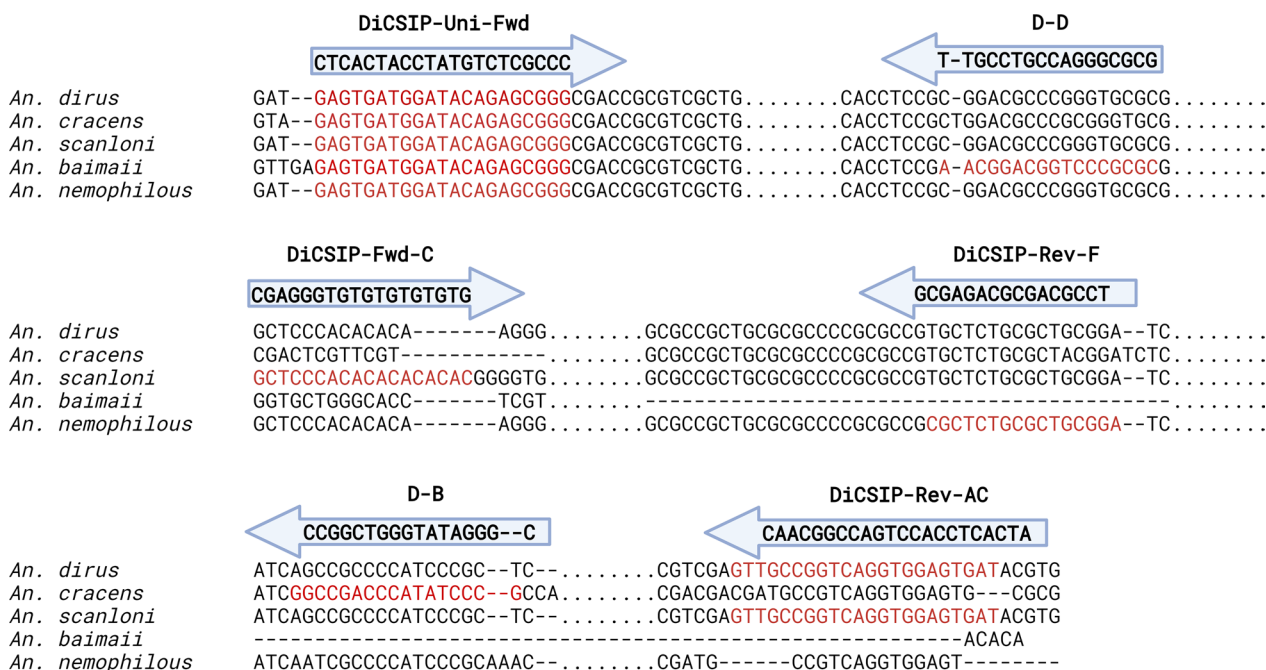 DiCSIP-Uni-Fwd D-D
CTCACTACCTATGTCTCGCCC T-TGCCTGCCAGGGCGCG
An. dirus GAT--GAGTGATGGATACAGAGCGGGCGACCGCGTCGCTG........CACCTCCGC-GGACGCCCGGGTGCGCG........
An. cracens GTA--GAGTGATGGATACAGAGCGGGCGACCGCGTCGCTG........CACCTCCGCTGGACGCCCGCGGGTGCG........
An. scanloni GAT--GAGTGATGGATACAGAGCGGGCGACCGCGTCGCTG........CACCTCCGC-GGACGCCCGGGTGCGCG........
An. baimaii GTTGAGAGTGATGGATACAGAGCGGGCGACCGCGTCGCTG........CACCTCCGA-ACGGACGGTCCCGCGCG........
An. nemophilous GAT--GAGTGATGGATACAGAGCGGGCGACCGCGTCGCTG........CACCTCCGC-GGACGCCCGGGTGCGCG........
DiCSIP-Fwd-C DiCSIP-Rev-F
CGAGGGTGTGTGTGTGTG GCGAGACGCGACGCCT
An. dirus GCTCCCACACACA-------AGGG........GCGCCGCTGCGCGCCCCGCGCCGTGCTCTGCGCTGCGGA--TC........
An. cracens CGACTCGTTCGT------------........GCGCCGCTGCGCGCCCCGCGCCGTGCTCTGCGCTACGGATCTC........
An. scanloni GCTCCCACACACACACACGGGGTG........GCGCCGCTGCGCGCCCCGCGCCGTGCTCTGCGCTGCGGA--TC........
An. baimaii GGTGCTGGGCACC-------TCGT........-------------------------------------------........
An. nemophilous GCTCCCACACACA-------AGGG........GCGCCGCTGCGCGCCCCGCGCCGCGCTCTGCGCTGCGGA--TC........
D-B DiCSIP-Rev-AC
CCGGCTGGGTATAGGG--C CAACGGCCAGTCCACCTCACTA
An. dirus ATCAGCCGCCCCATCCCGC--TC--........CGTCGAGTTGCCGGTCAGGTGGAGTGATACGTG
An. cracens ATCGGCCGACCCATATCCC--GCCA........CGACGACGATGCCGTCAGGTGGAGTG---CGCG
An. scanloni ATCAGCCGCCCCATCCCGC--TC--........CGTCGAGTTGCCGGTCAGGTGGAGTGATACGTG
An. baimaii ----------------------------------------------------------ACACA
An. nemophilous ATCAATCGCCCCATCCCGCAAAC--........CGATG------CCGTCAGGTGGAGT--------